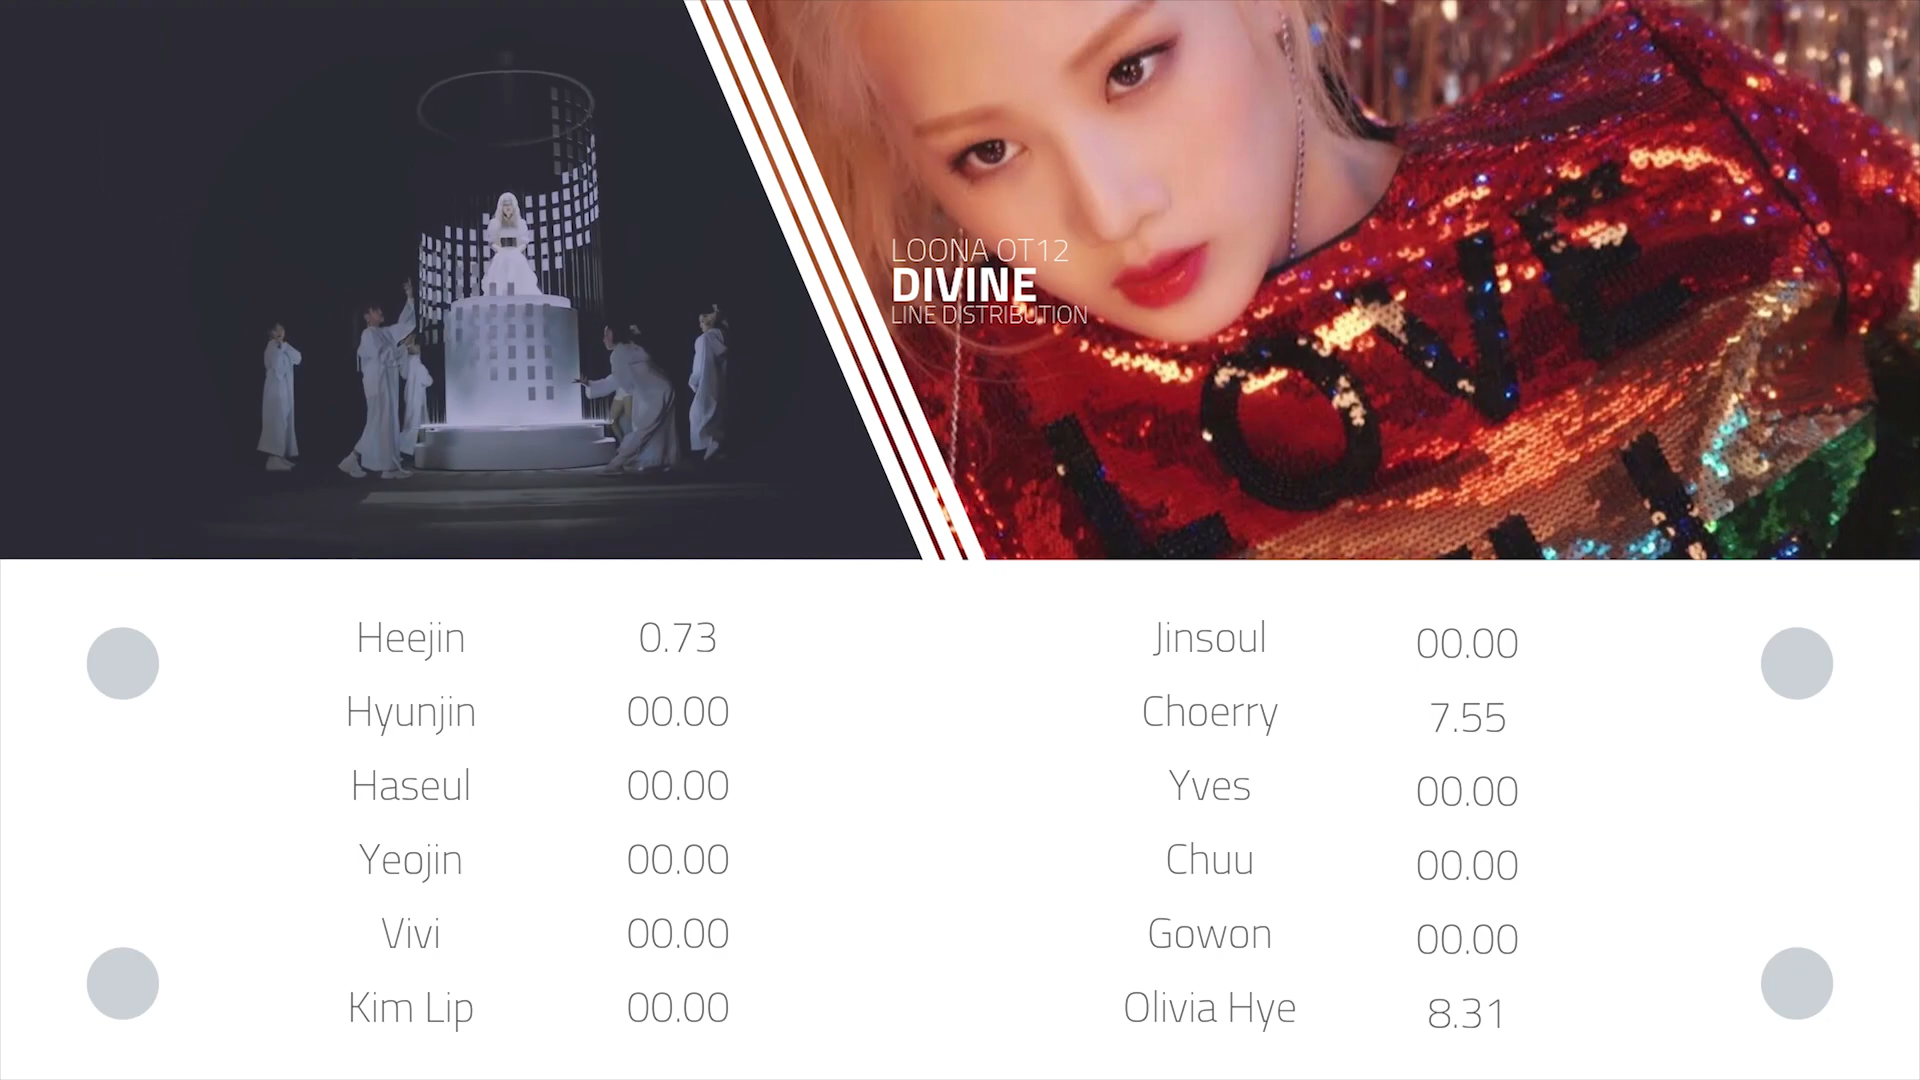 LOONA OT12
DIVINE
LINE DISTRIBUTION
LOVE
Heejin 0.73
Hyunjin 00.00
Haseul 00.00
Yeojin 00.00
Vivi 00.00
Kim Lip 00.00
Jinsoul 00.00
Choerry 7.55
Yves 00.00
Chuu 00.00
Gowon 00.00
Olivia Hye 8.31